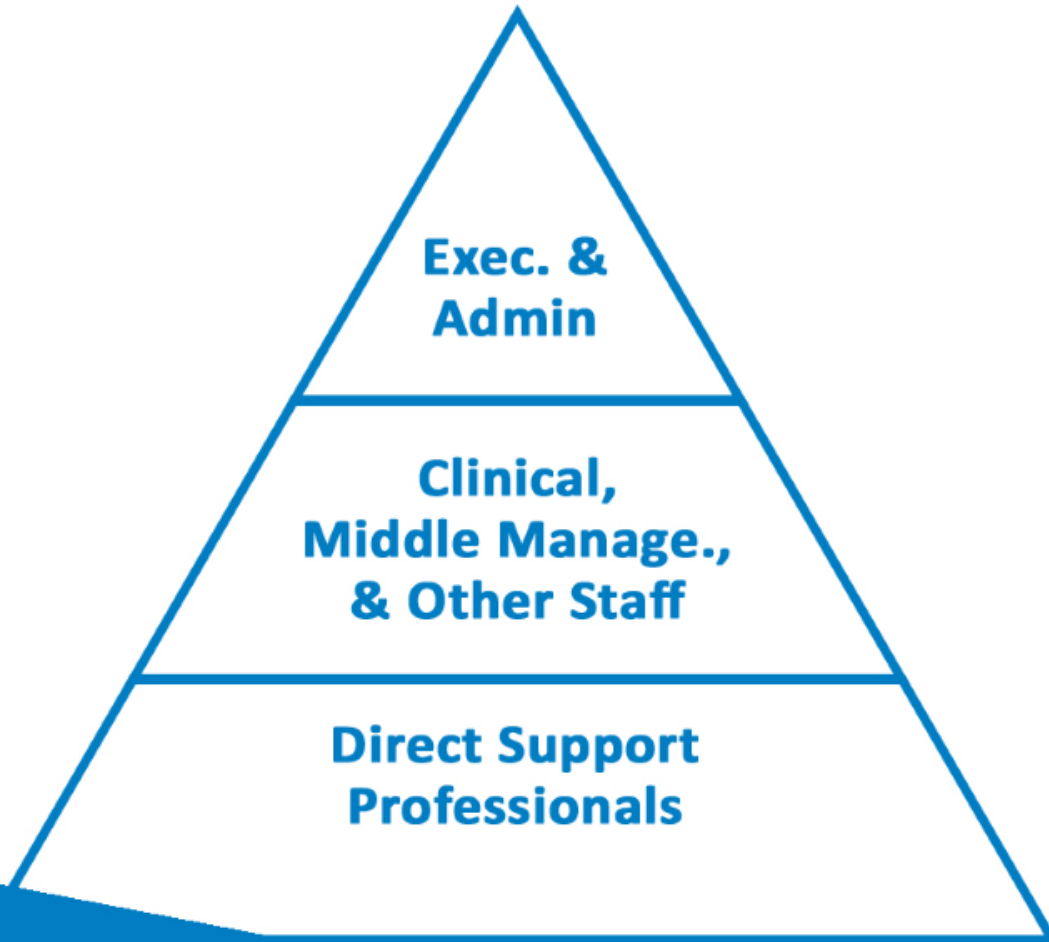 Exec. &
Admin
Clinical,
Middle Manage.,
& Other Staff
Direct Support
Professionals